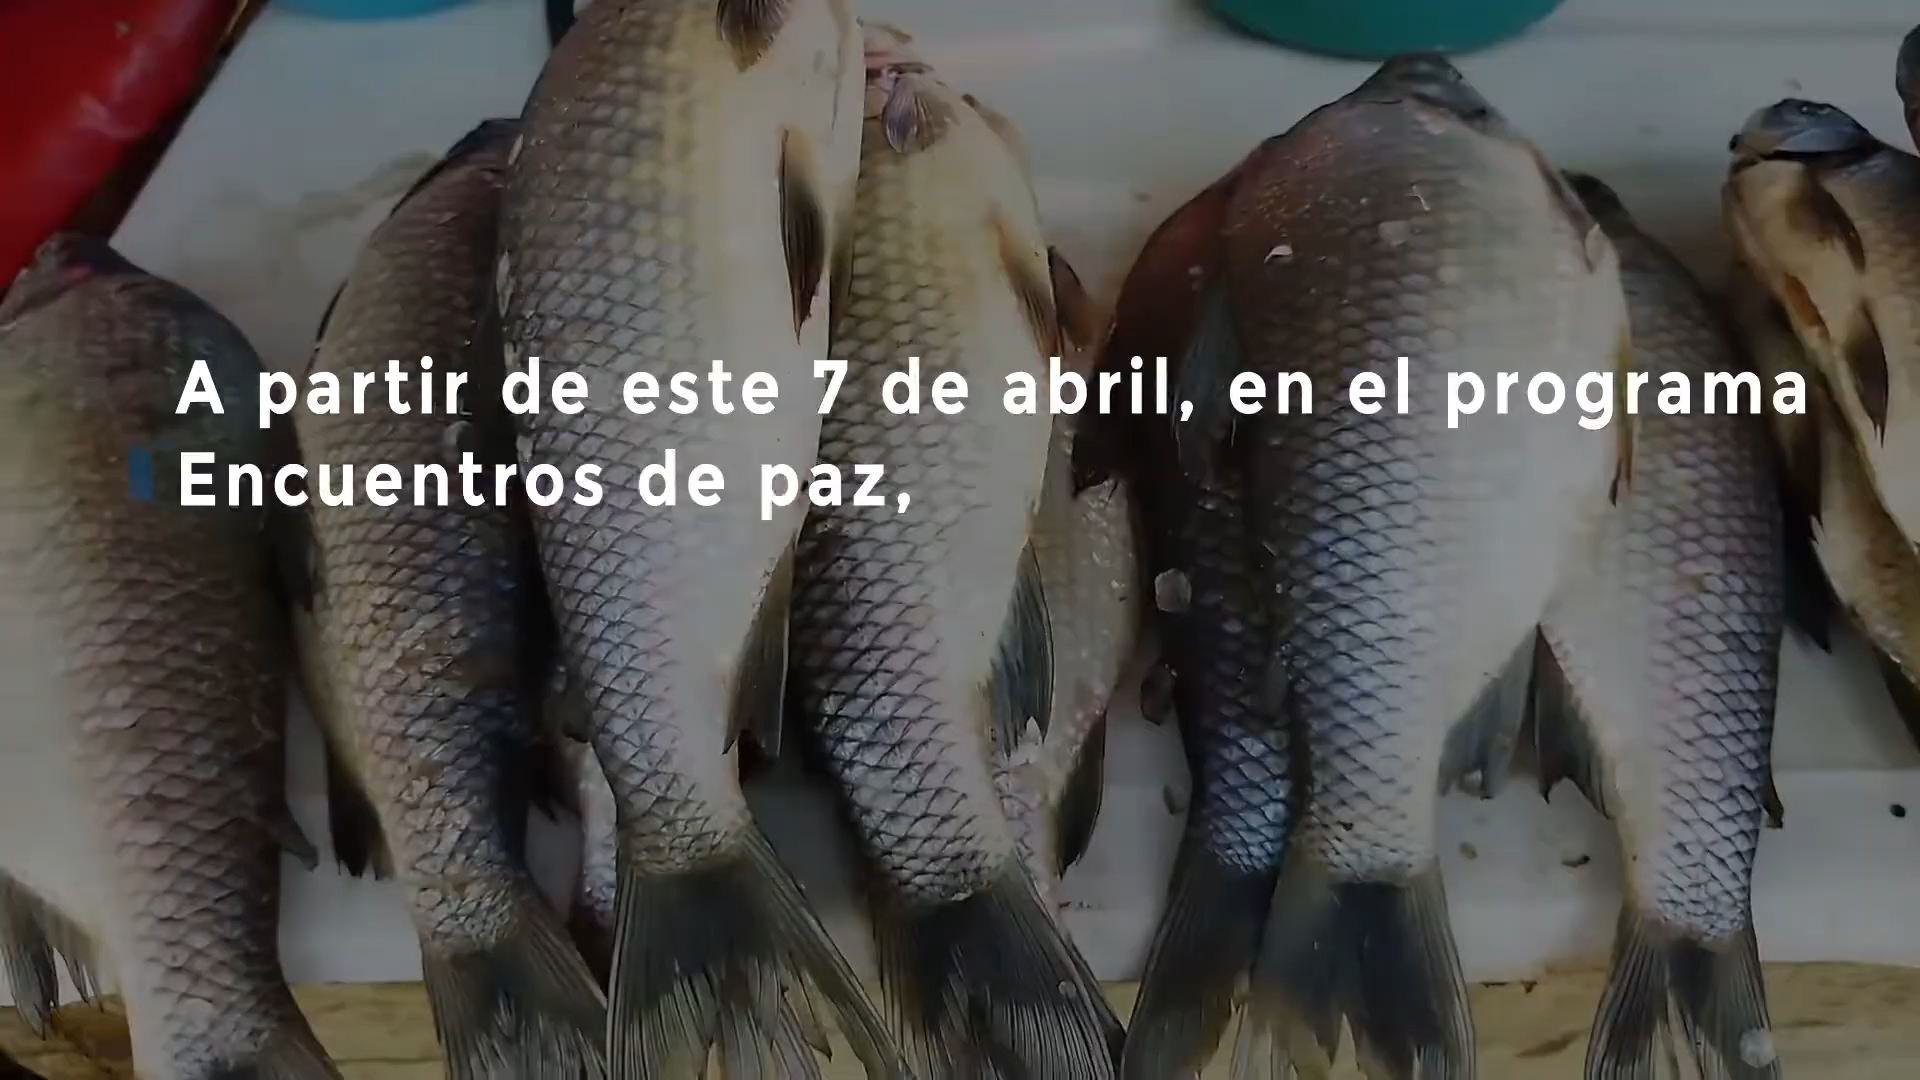 A partir de este 7 de abril, en el programa
Encuentros de paz,